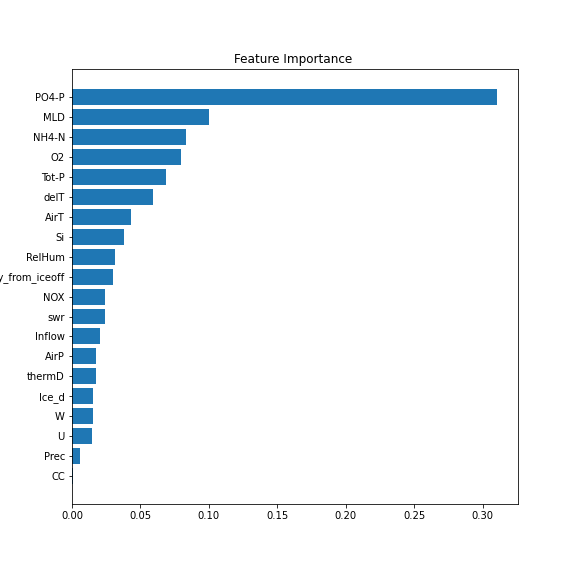 Feature Importance
PO4-P
MLD
NH4-N
O2
Tot-P
delT
AirT
Si
RelHum
y_from_iceoff
NOX
swr
Inflow
AirP
thermD
Ice_d
W
U
Prec
CC
0.00 0.05 0.10 0.15 0.20 0.25 0.30